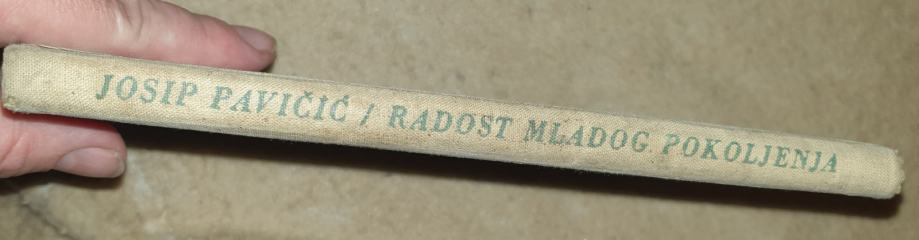 JOSIP PAVIČIĆ / RADOST MLADOG POKOLJENJA